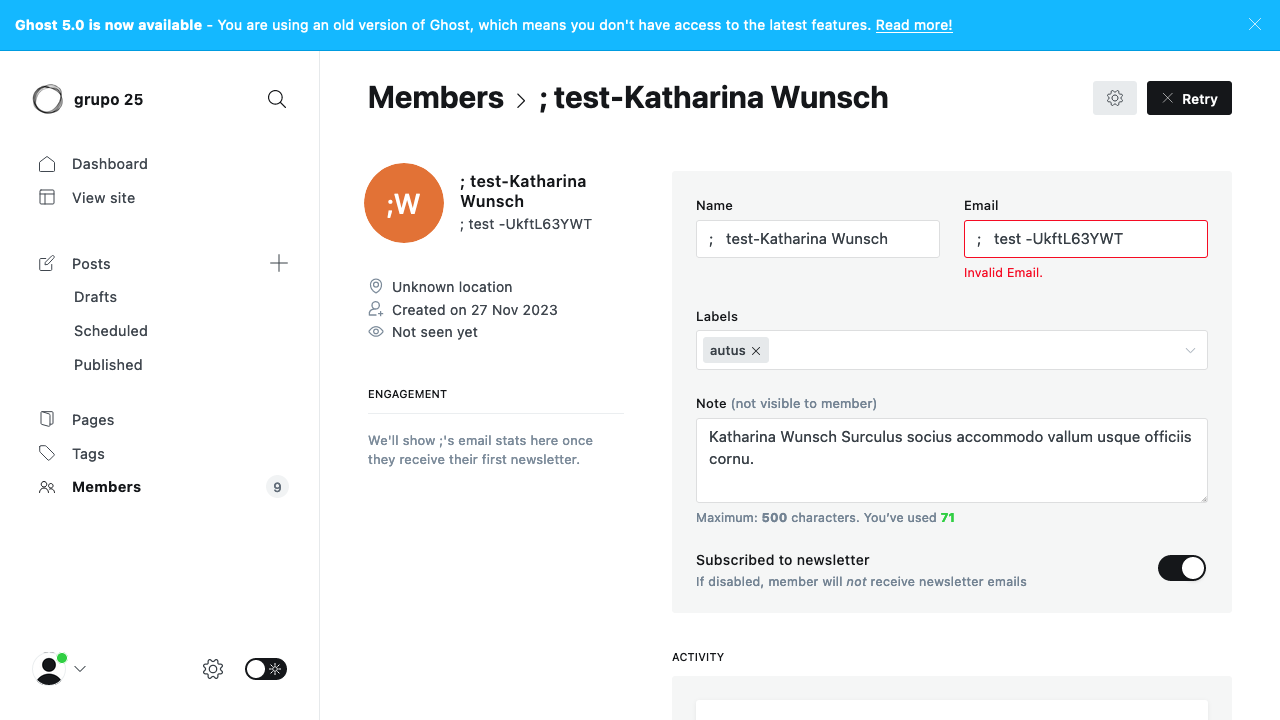 Ghost 5.0 is now available - You are using an old version of Ghost, which means you don't have access to the latest features. Read more!
grupo 25
Dashboard
View site
Posts
Drafts
Scheduled
Published
Pages
Tags
Members 9
Members > ; test-Katharina Wunsch
Retry
;W
; test-Katharina
Wunsch
; test -UkftL63YWT
Unknown location
Created on 27 Nov 2023
Not seen yet
ENGAGEMENT
We'll show ;'s email stats here once
they receive their first newsletter.
Name
; test-Katharina Wunsch
Email
; test -UkftL63YWT
Invalid Email.
Labels
autus
Note (not visible to member)
Katharina Wunsch Surculus socius accommodo vallum usque officiis
cornu.
Maximum: 500 characters. You've used 71
Subscribed to newsletter
If disabled, member will not receive newsletter emails
ACTIVITY